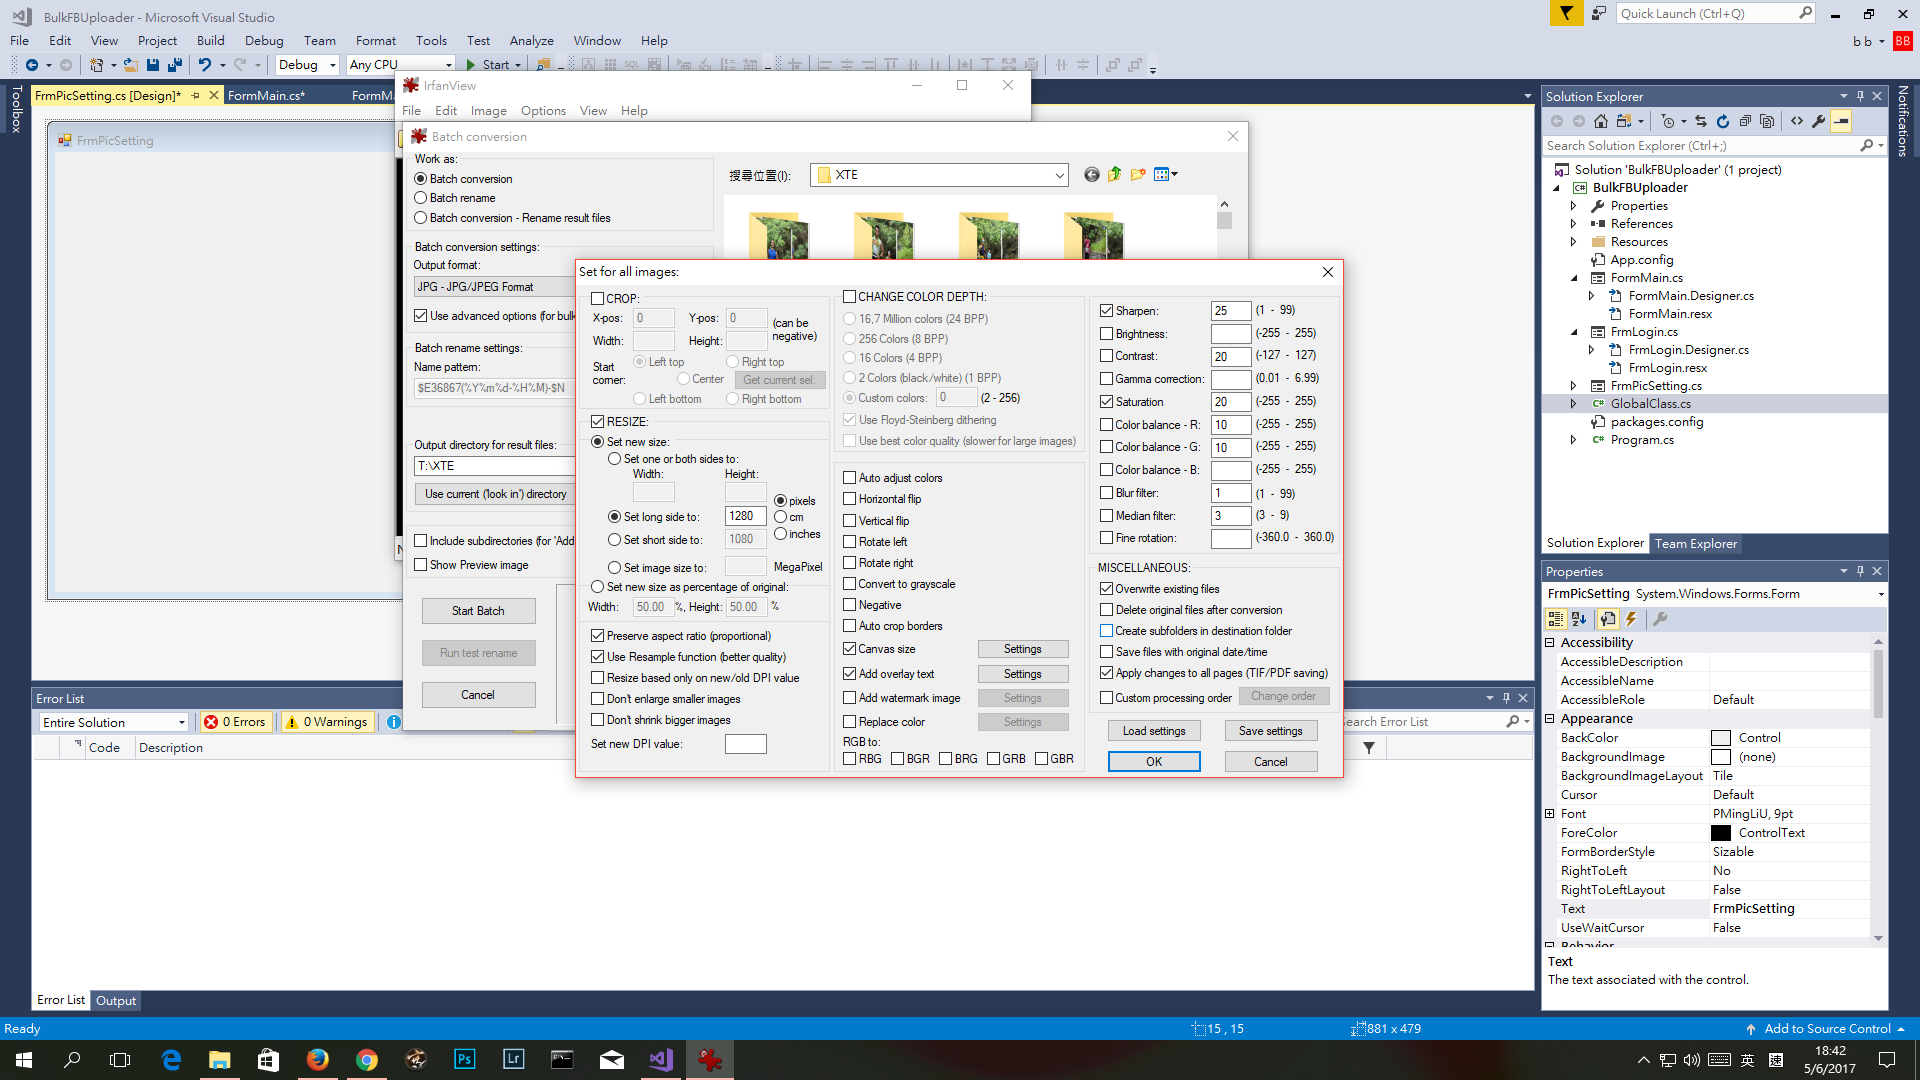 BulkFBUploader - Microsoft Visual Studio
Quick Launch (Ctrl+Q)
File Edit View Project Build Debug Team Format Tools Test Analyze Window Help
b b
BB
Debug
Any CPU
Start
Toolbox
FrmPicSetting.cs [Design]*
FormMain.cs*
FrmPicSetting
IrfanView
File Edit Image Options View Help
Batch conversion
Work as:
Batch conversion
Batch rename
Batch conversion - Rename result files
Batch conversion settings:
Output format:
JPG - JPG/JPEG Format
Use advanced options (for bulk
Batch rename settings:
Name pattern:
$E36867(%Y%m%d-%H%M)-$N
Output directory for result files:
T:\XTE
Use current ('look in') directory
Include subdirectories (for 'Add
Show Preview image
Start Batch
Run test rename
Cancel
搜尋位置(I):
XTE
Set for all images:
CROP:
X-pos: 0 Y-pos: 0 (can be negative)
Width: Height:
Start corner:
Left top
Right top
Center
Get current sel.
Left bottom
Right bottom
RESIZE:
Set new size:
Set one or both sides to:
Width: Height:
pixels
cm
inches
Set long side to: 1280
Set short side to: 1080
Set image size to: MegaPixel
Set new size as percentage of original:
Width: 50.00 %, Height: 50.00 %
Preserve aspect ratio (proportional)
Use Resample function (better quality)
Resize based only on new/old DPI value
Don't enlarge smaller images
Don't shrink bigger images
Set new DPI value:
CHANGE COLOR DEPTH:
16,7 Million colors (24 BPP)
256 Colors (8 BPP)
16 Colors (4 BPP)
2 Colors (black/white) (1 BPP)
Custom colors: 0 (2 - 256)
Use Floyd-Steinberg dithering
Use best color quality (slower for large images)
Auto adjust colors
Horizontal flip
Vertical flip
Rotate left
Rotate right
Convert to grayscale
Negative
Auto crop borders
Canvas size Settings
Add overlay text Settings
Add watermark image Settings
Replace color Settings
RGB to:
RBG BGR BRG GRB GBR
Sharpen: 25 (1 - 99)
Brightness: (-255 - 255)
Contrast: 20 (-127 - 127)
Gamma correction: (0.01 - 6.99)
Saturation 20 (-255 - 255)
Color balance - R: 10 (-255 - 255)
Color balance - G: 10 (-255 - 255)
Color balance - B: (-255 - 255)
Blur filter: 1 (1 - 99)
Median filter: 3 (3 - 9)
Fine rotation: (-360.0 - 360.0)
MISCELLANEOUS:
Overwrite existing files
Delete original files after conversion
Create subfolders in destination folder
Save files with original date/time
Apply changes to all pages (TIF/PDF saving)
Custom processing order Change order
Load settings Save settings
OK Cancel
Solution Explorer
Search Solution Explorer (Ctrl+;)
Solution 'BulkFBUploader' (1 project)
BulkFBUploader
Properties
References
Resources
App.config
FormMain.cs
FormMain.Designer.cs
FormMain.resx
FrmLogin.cs
FrmLogin.Designer.cs
FrmLogin.resx
FrmPicSetting.cs
GlobalClass.cs
packages.config
Program.cs
Solution Explorer Team Explorer
Notifications
Properties
FrmPicSetting System.Windows.Forms.Form
Accessibility
AccessibleDescription
AccessibleName
AccessibleRole Default
Appearance
BackColor Control
BackgroundImage (none)
BackgroundImageLayout Tile
Cursor Default
Font PMingLiU, 9pt
ForeColor ControlText
FormBorderStyle Sizable
RightToLeft No
RightToLeftLayout False
Text FrmPicSetting
UseWaitCursor False
Behavior
Text
The text associated with the control.
Error List
Entire Solution
0 Errors
0 Warnings
Search Error List
Code Description
Error List Output
Ready
15 , 15
881 x 479
Add to Source Control
Ps
Lr
英
18:42
5/6/2017